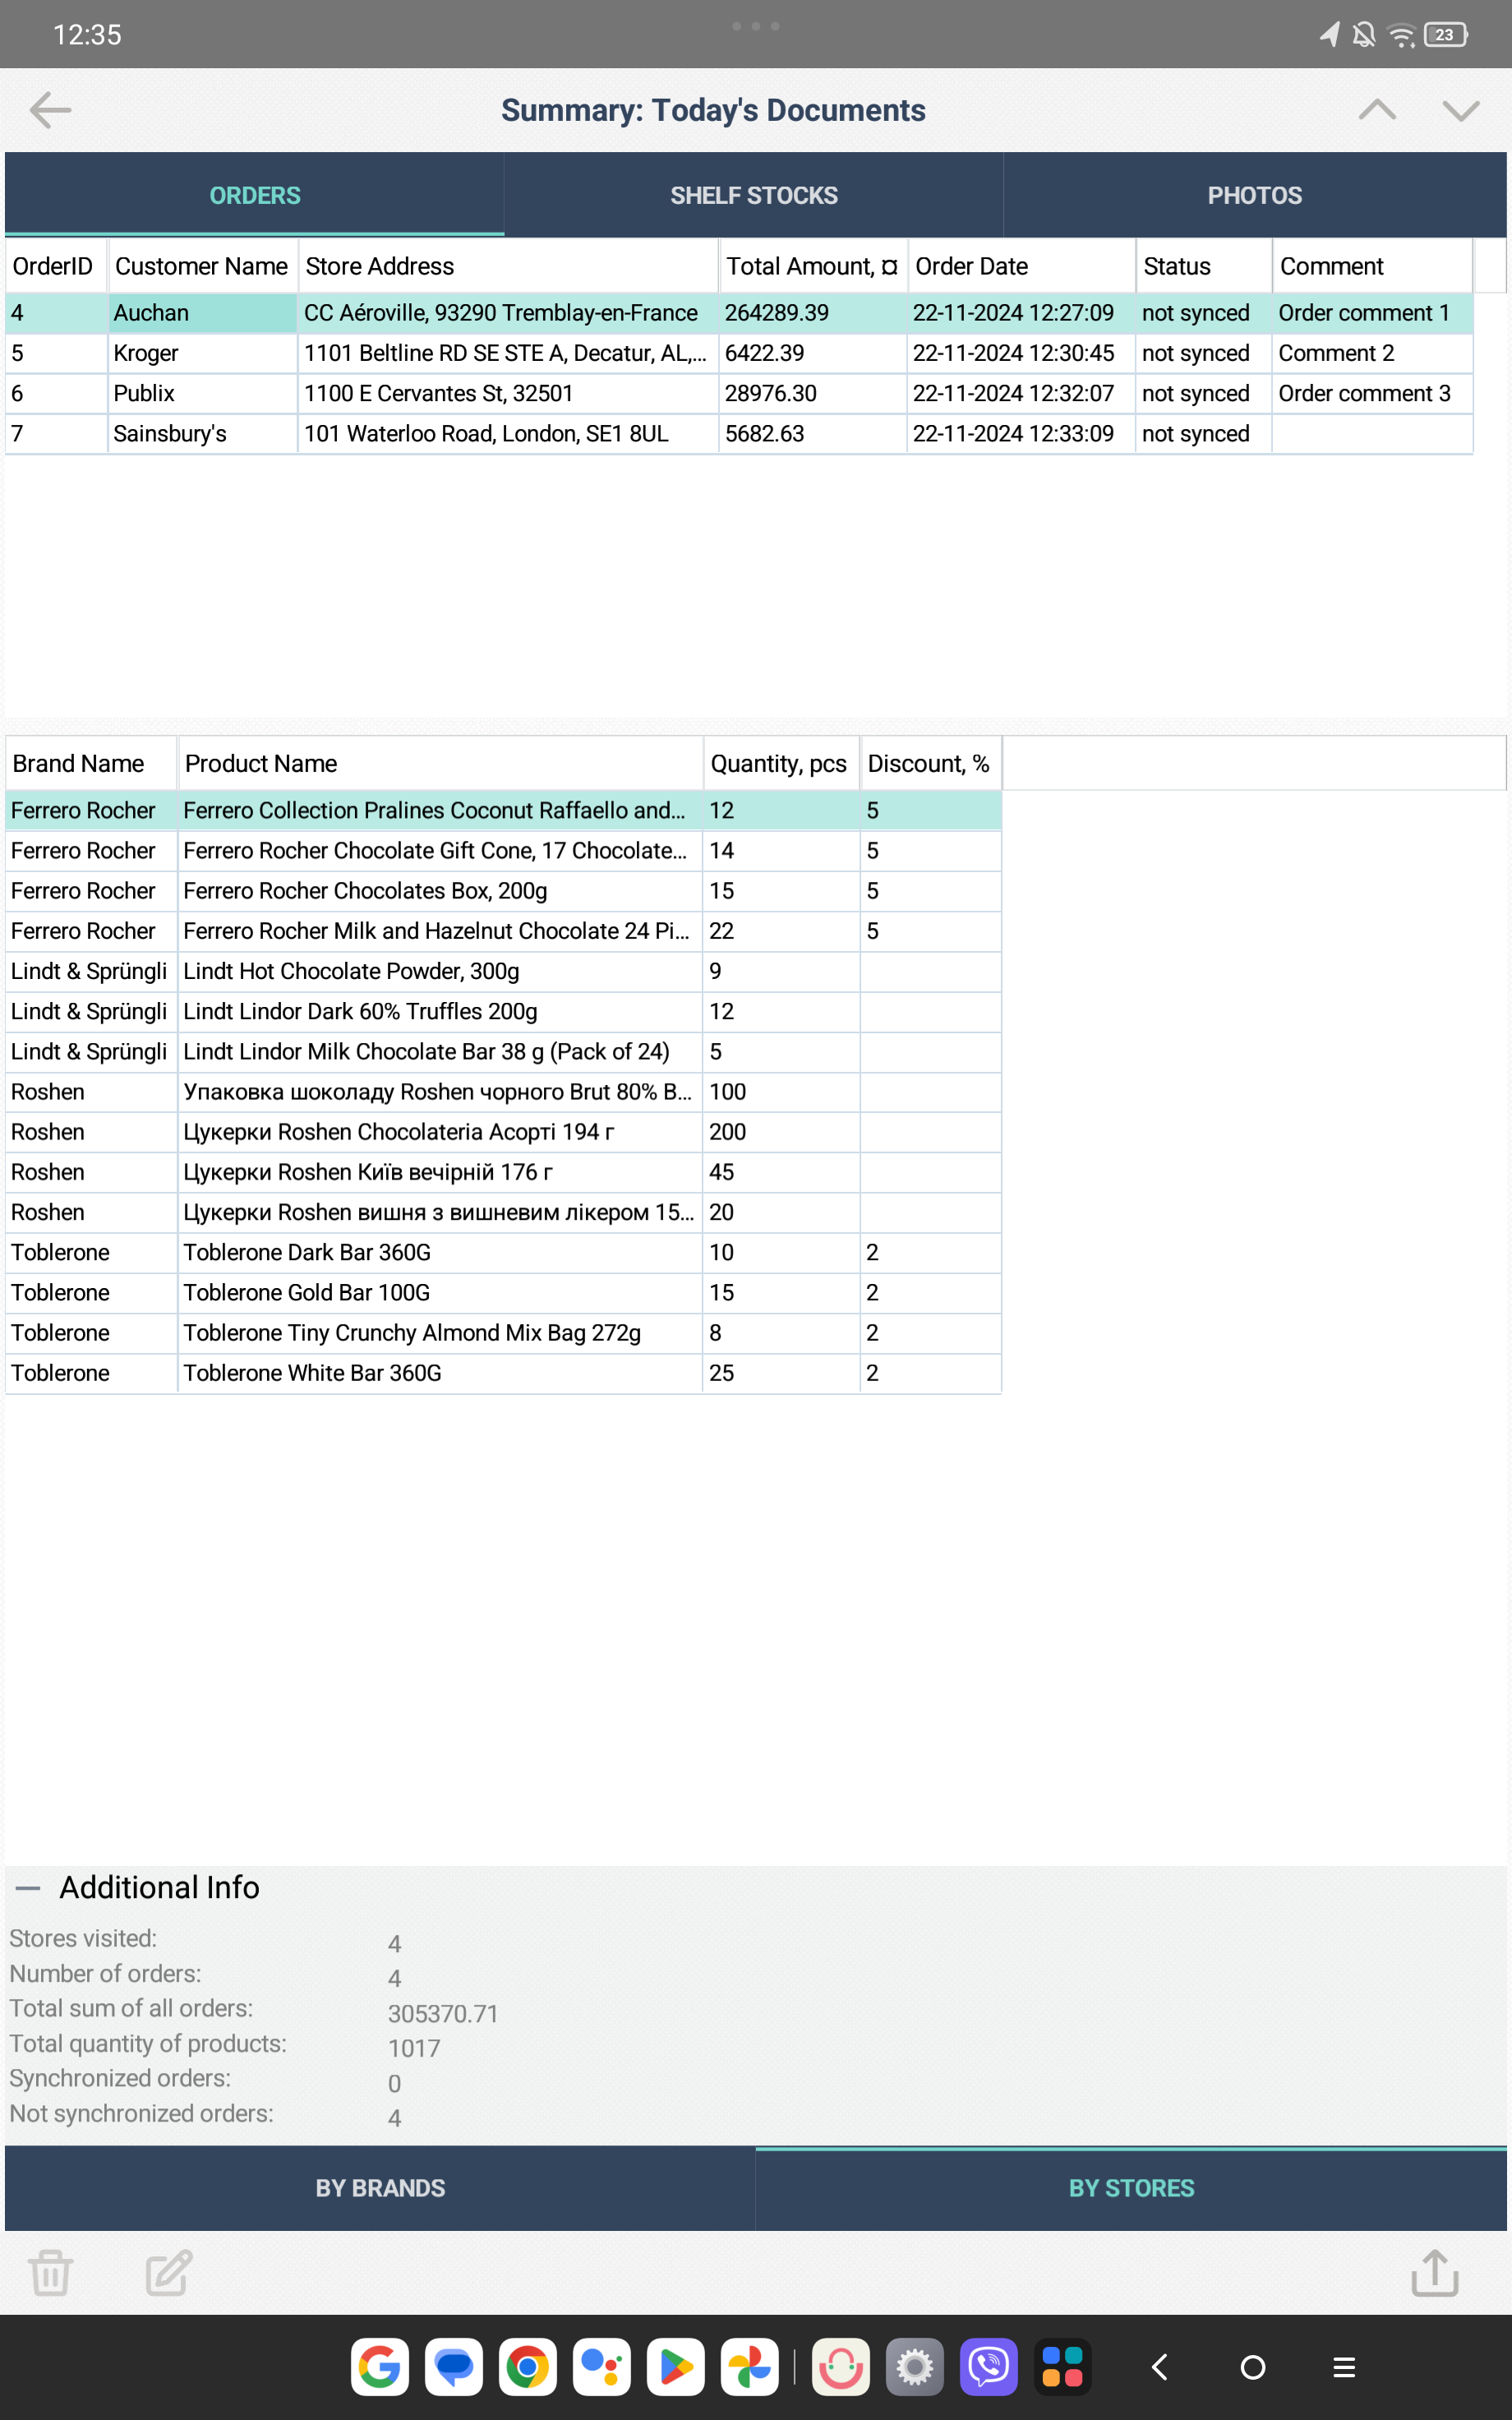 12:35
23
Summary: Today's Documents
ORDERS SHELF STOCKS PHOTOS
OrderID Customer Name Store Address Total Amount, ¤ Order Date Status Comment
4 Auchan CC Aéroville, 93290 Tremblay-en-France 264289.39 22-11-2024 12:27:09 not synced Order comment 1
5 Kroger 1101 Beltline RD SE STE A, Decatur, AL,... 6422.39 22-11-2024 12:30:45 not synced Comment 2
6 Publix 1100 E Cervantes St, 32501 28976.30 22-11-2024 12:32:07 not synced Order comment 3
7 Sainsbury's 101 Waterloo Road, London, SE1 8UL 5682.63 22-11-2024 12:33:09 not synced
Brand Name Product Name Quantity, pcs Discount, %
Ferrero Rocher Ferrero Collection Pralines Coconut Raffaello and... 12 5
Ferrero Rocher Ferrero Rocher Chocolate Gift Cone, 17 Chocolate... 14 5
Ferrero Rocher Ferrero Rocher Chocolates Box, 200g 15 5
Ferrero Rocher Ferrero Rocher Milk and Hazelnut Chocolate 24 Pi... 22 5
Lindt & Sprüngli Lindt Hot Chocolate Powder, 300g 9
Lindt & Sprüngli Lindt Lindor Dark 60% Truffles 200g 12
Lindt & Sprüngli Lindt Lindor Milk Chocolate Bar 38 g (Pack of 24) 5
Roshen Упаковка шоколаду Roshen чорного Brut 80% В... 100
Roshen Цукерки Roshen Chocolateria Асорті 194 г 200
Roshen Цукерки Roshen Київ вечірній 176 г 45
Roshen Цукерки Roshen вишня з вишневим лікером 15... 20
Toblerone Toblerone Dark Bar 360G 10 2
Toblerone Toblerone Gold Bar 100G 15 2
Toblerone Toblerone Tiny Crunchy Almond Mix Bag 272g 8 2
Toblerone Toblerone White Bar 360G 25 2
Additional Info
Stores visited: 4
Number of orders: 4
Total sum of all orders: 305370.71
Total quantity of products: 1017
Synchronized orders: 0
Not synchronized orders: 4
BY BRANDS BY STORES